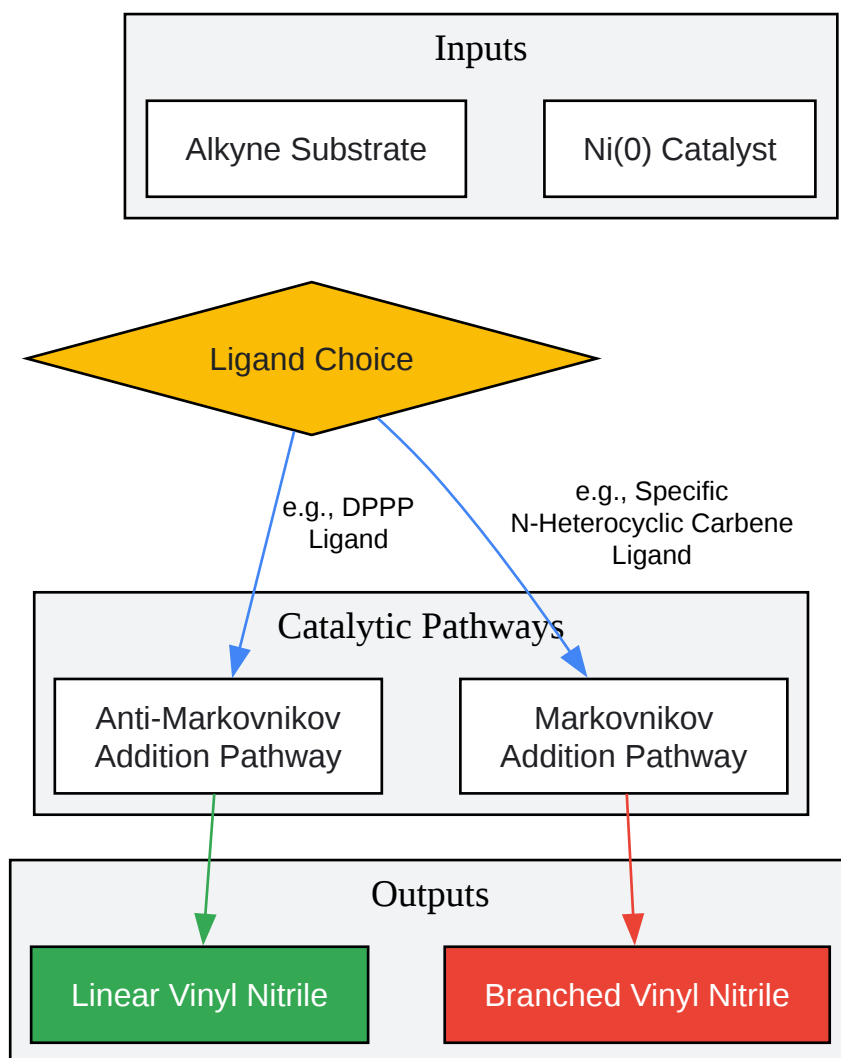 Inputs
Alkyne Substrate
Ni(0) Catalyst
Ligand Choice
e.g., DPPP
Ligand
e.g., Specific
N-Heterocyclic Carbene
Ligand
Catalytic Pathways
Anti-Markovnikov
Addition Pathway
Markovnikov
Addition Pathway
Outputs
Linear Vinyl Nitrile
Branched Vinyl Nitrile